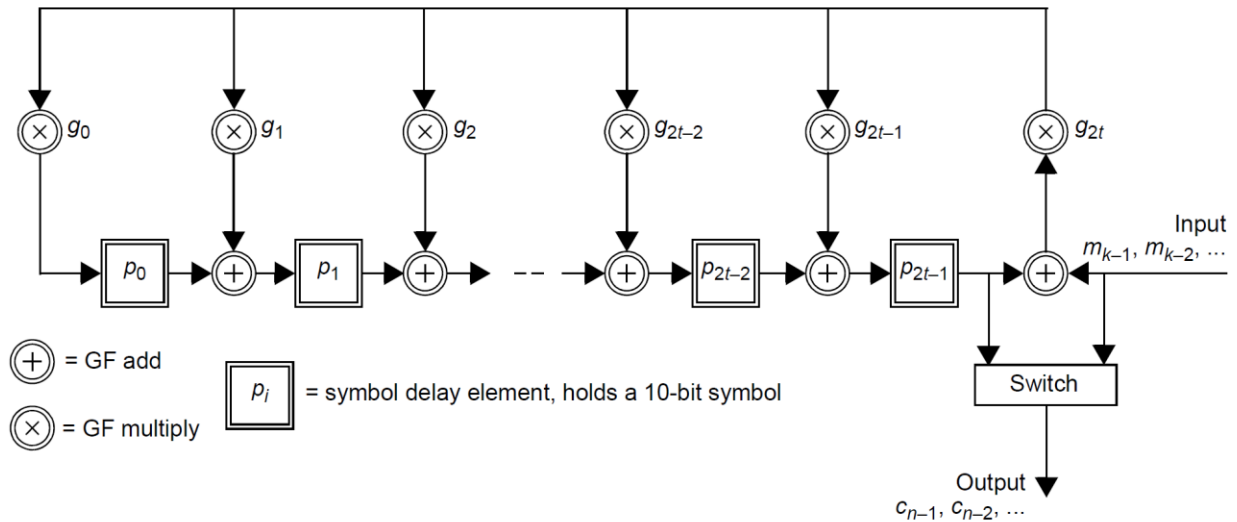 × g₀ × g₁ × g₂ × g₂ₜ₋₂ × g₂ₜ₋₁ × g₂ₜ
Input
mₖ₋₁, mₖ₋₂, ...
p₀ + p₁ + -- + p₂ₜ₋₂ + p₂ₜ₋₁ +
+ = GF add
pᵢ = symbol delay element, holds a 10-bit symbol
× = GF multiply
Switch
Output
cₙ₋₁, cₙ₋₂, ...